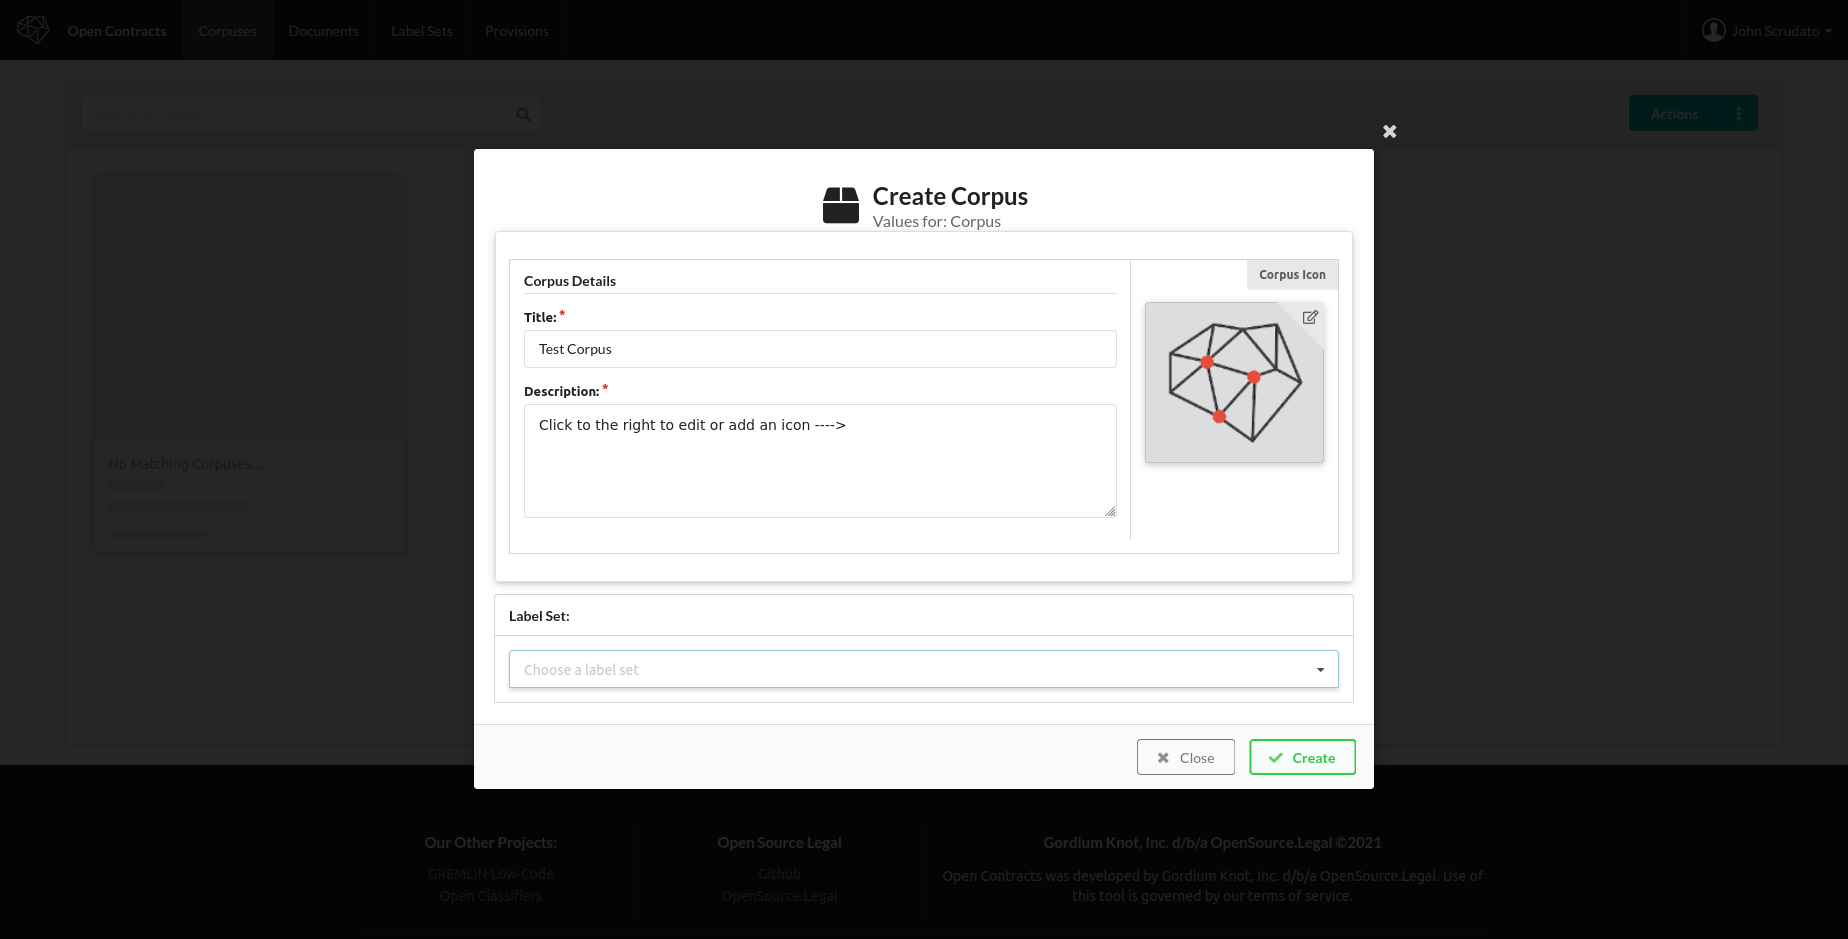 Open Contracts
Corpuses
Documents
Label Sets
Provisions
John Scrudato
Search for corpus...
Actions
Create Corpus
Values for: Corpus
Corpus Details
Corpus Icon
Title: *
Test Corpus
Description: *
Click to the right to edit or add an icon ---->
No Matching Corpuses...
Label Set:
Choose a label set
Close
Create
Our Other Projects:
GREMLIN Low-Code
Open Classifiers
Open Source Legal
Github
OpenSource.Legal
Gordium Knot, Inc. d/b/a OpenSource.Legal ©2021
Open Contracts was developed by Gordium Knot, Inc. d/b/a OpenSource.Legal. Use of
this tool is governed by our terms of service.